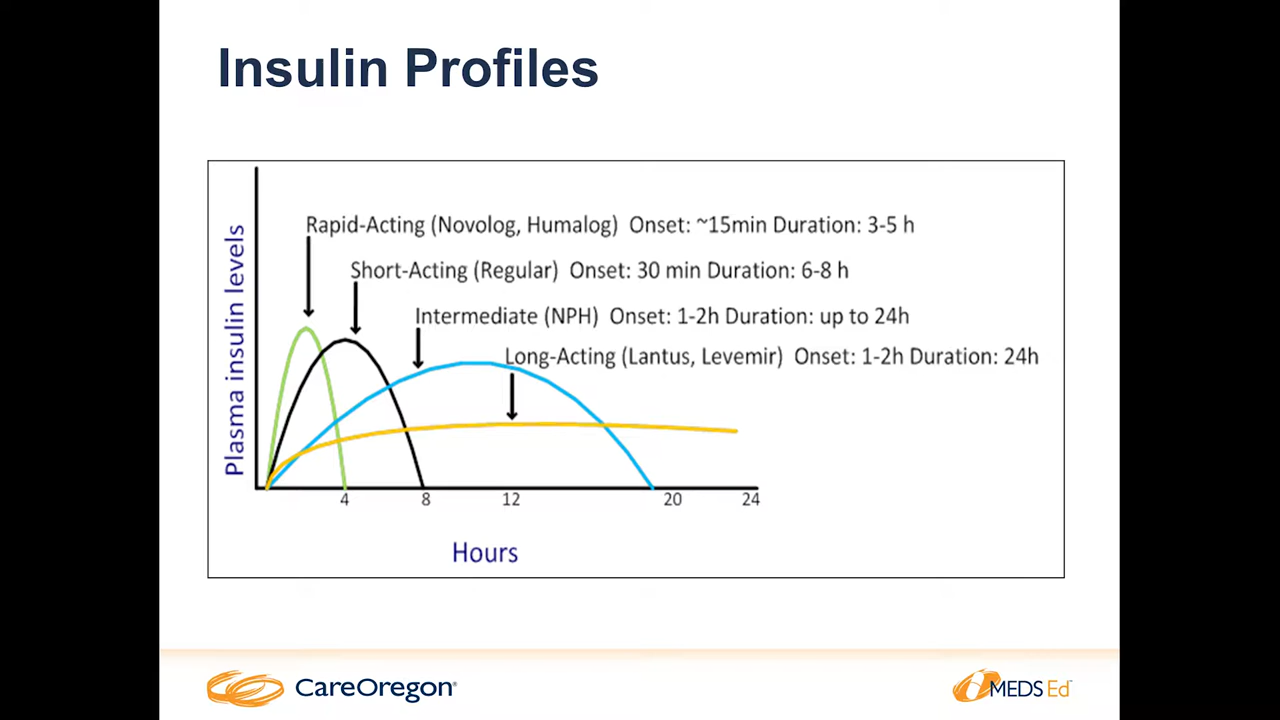 Insulin Profiles
Plasma insulin levels
Rapid-Acting (Novolog, Humalog) Onset: ~15min Duration: 3-5 h
Short-Acting (Regular) Onset: 30 min Duration: 6-8 h
Intermediate (NPH) Onset: 1-2h Duration: up to 24h
Long-Acting (Lantus, Levemir) Onset: 1-2h Duration: 24h
4 8 12 20 24
Hours
CareOregon®
MEDS Ed